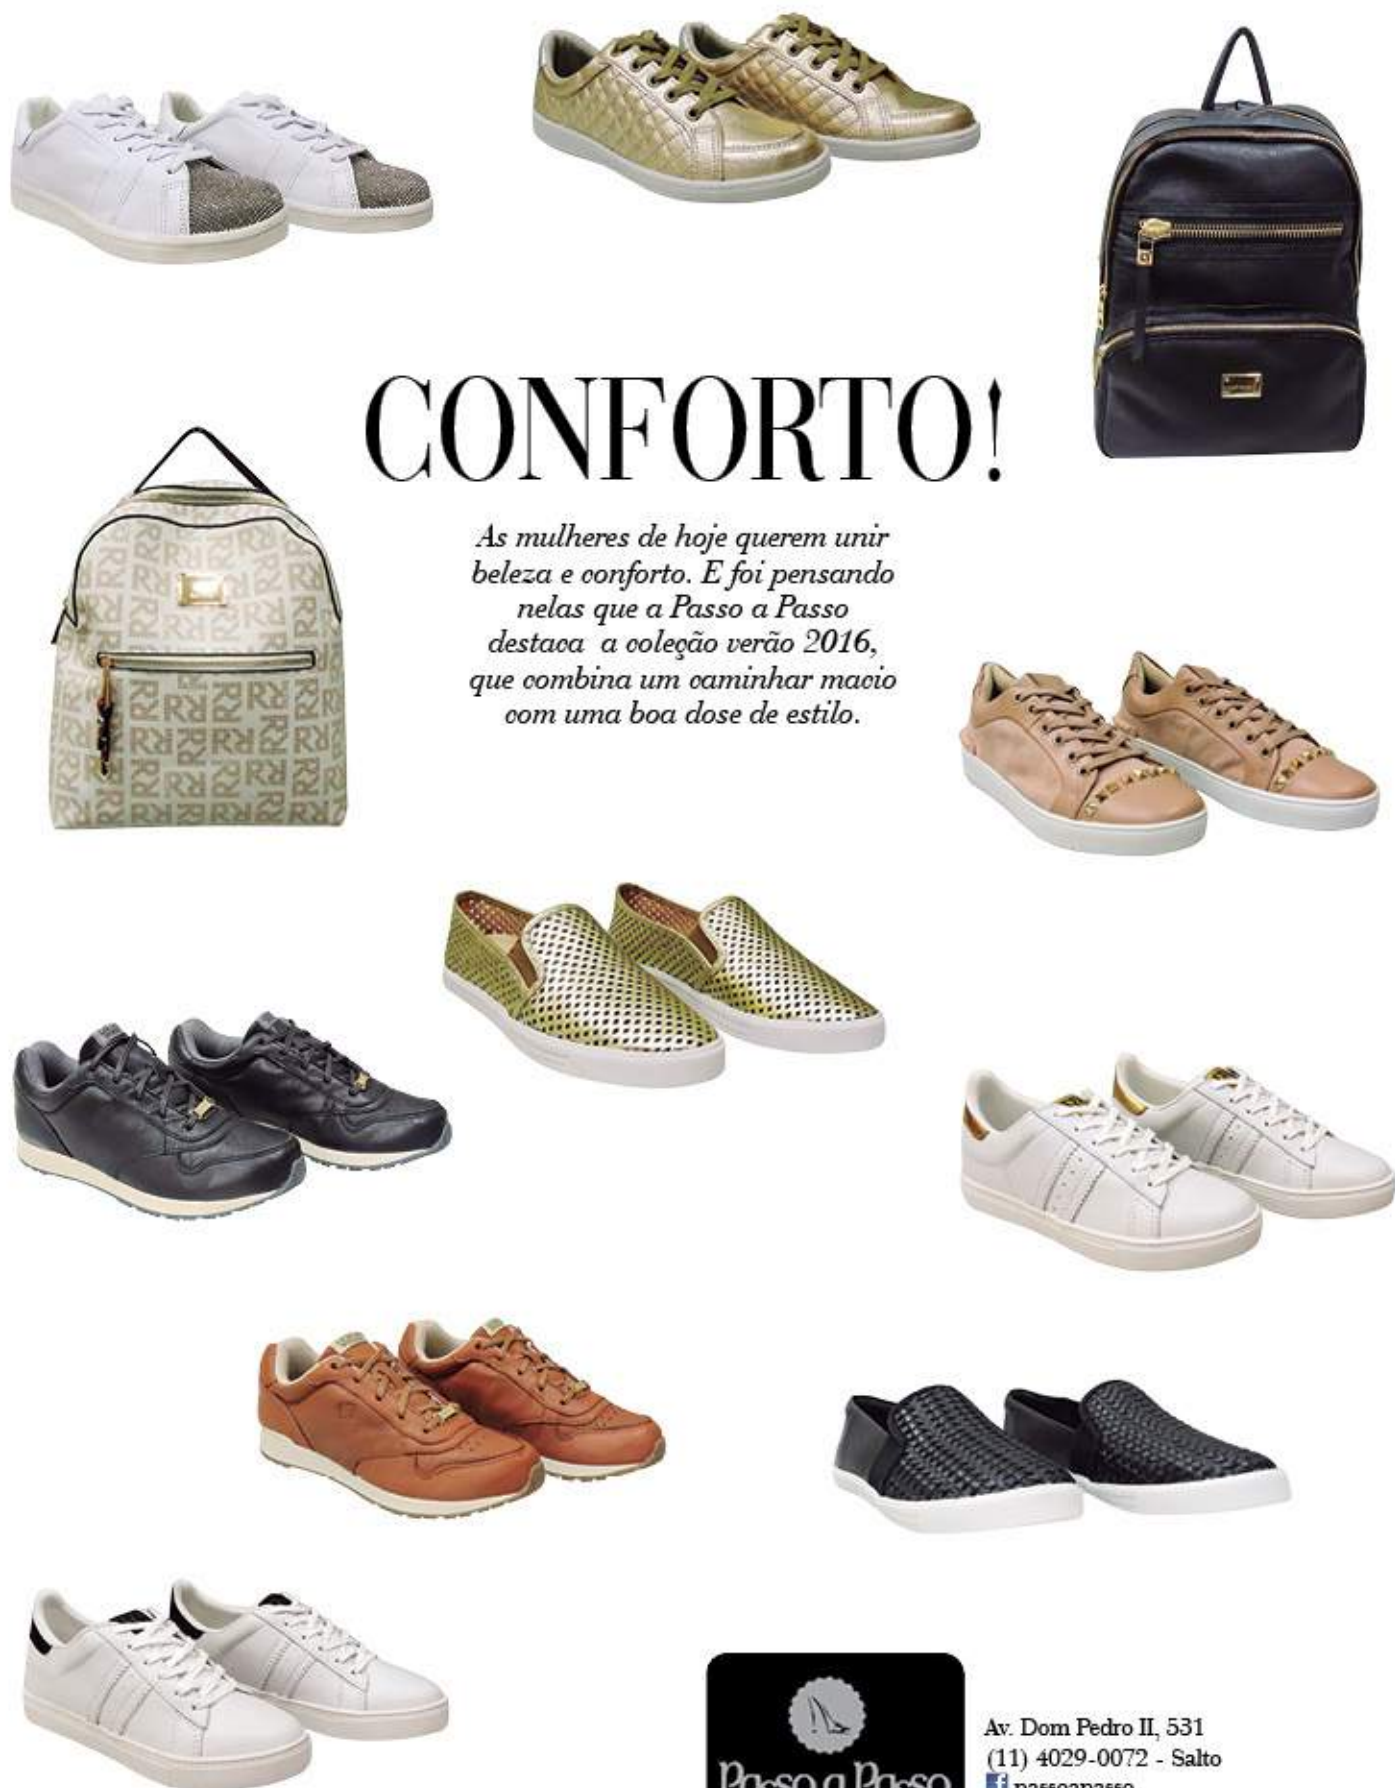 CONFORTO!
As mulheres de hoje querem unir
beleza e conforto. E foi pensando
nelas que a Passo a Passo
destaca a coleção verão 2016,
que combina um caminhar macio
com uma boa dose de estilo.
Passo a Passo
Av. Dom Pedro II, 531
(11) 4029-0072 - Salto
f passoapasso